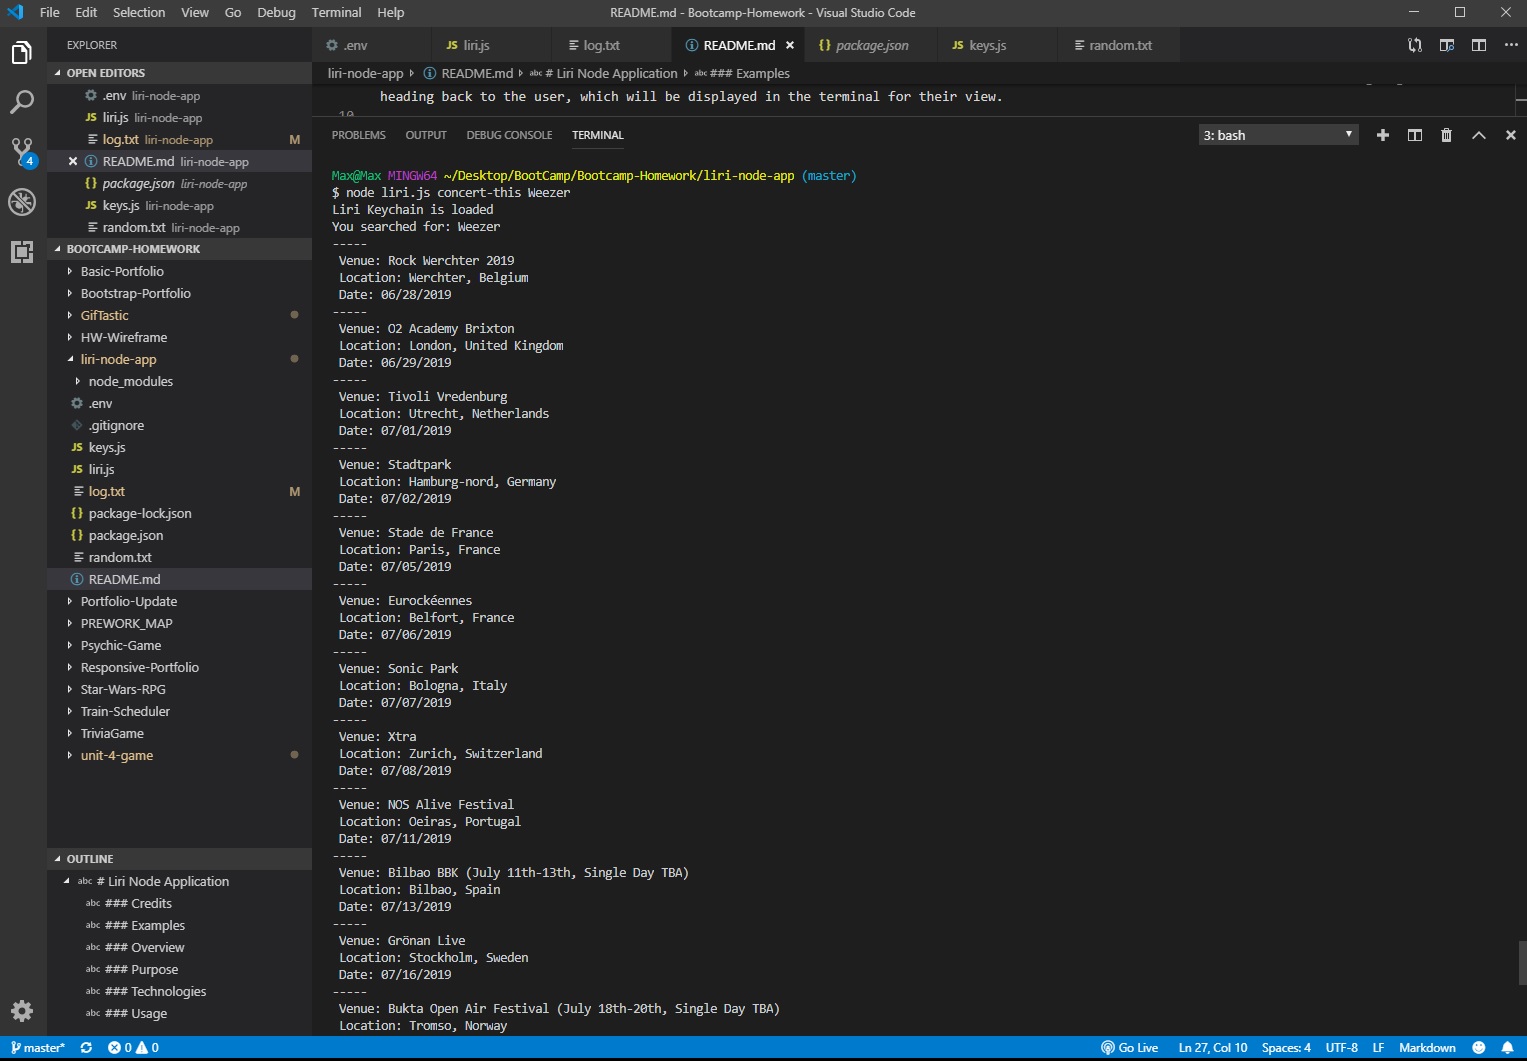 File Edit Selection View Go Debug Terminal Help README.md - Bootcamp-Homework - Visual Studio Code
EXPLORER
OPEN EDITORS
.env liri-node-app
JS liri.js liri-node-app
log.txt liri-node-app M
README.md liri-node-app
{} package.json liri-node-app
JS keys.js liri-node-app
random.txt liri-node-app
BOOTCAMP-HOMEWORK
Basic-Portfolio
Bootstrap-Portfolio
GifTastic
HW-Wireframe
liri-node-app
node_modules
.env
.gitignore
JS keys.js
JS liri.js
log.txt M
{} package-lock.json
{} package.json
random.txt
README.md
Portfolio-Update
PREWORK_MAP
Psychic-Game
Responsive-Portfolio
Star-Wars-RPG
Train-Scheduler
TriviaGame
unit-4-game
OUTLINE
abc # Liri Node Application
abc ### Credits
abc ### Examples
abc ### Overview
abc ### Purpose
abc ### Technologies
abc ### Usage
4
.env JS liri.js log.txt README.md {} package.json JS keys.js random.txt
liri-node-app README.md abc # Liri Node Application abc ### Examples
heading back to the user, which will be displayed in the terminal for their view.
PROBLEMS OUTPUT DEBUG CONSOLE TERMINAL 3: bash
Max@Max MINGW64 ~/Desktop/BootCamp/Bootcamp-Homework/liri-node-app (master)
$ node liri.js concert-this Weezer
Liri Keychain is loaded
You searched for: Weezer
-----
Venue: Rock Werchter 2019
Location: Werchter, Belgium
Date: 06/28/2019
-----
Venue: O2 Academy Brixton
Location: London, United Kingdom
Date: 06/29/2019
-----
Venue: Tivoli Vredenburg
Location: Utrecht, Netherlands
Date: 07/01/2019
-----
Venue: Stadtpark
Location: Hamburg-nord, Germany
Date: 07/02/2019
-----
Venue: Stade de France
Location: Paris, France
Date: 07/05/2019
-----
Venue: Eurockéennes
Location: Belfort, France
Date: 07/06/2019
-----
Venue: Sonic Park
Location: Bologna, Italy
Date: 07/07/2019
-----
Venue: Xtra
Location: Zurich, Switzerland
Date: 07/08/2019
-----
Venue: NOS Alive Festival
Location: Oeiras, Portugal
Date: 07/11/2019
-----
Venue: Bilbao BBK (July 11th-13th, Single Day TBA)
Location: Bilbao, Spain
Date: 07/13/2019
-----
Venue: Grönan Live
Location: Stockholm, Sweden
Date: 07/16/2019
-----
Venue: Bukta Open Air Festival (July 18th-20th, Single Day TBA)
Location: Tromso, Norway
master* 0 0 Go Live Ln 27, Col 10 Spaces: 4 UTF-8 LF Markdown